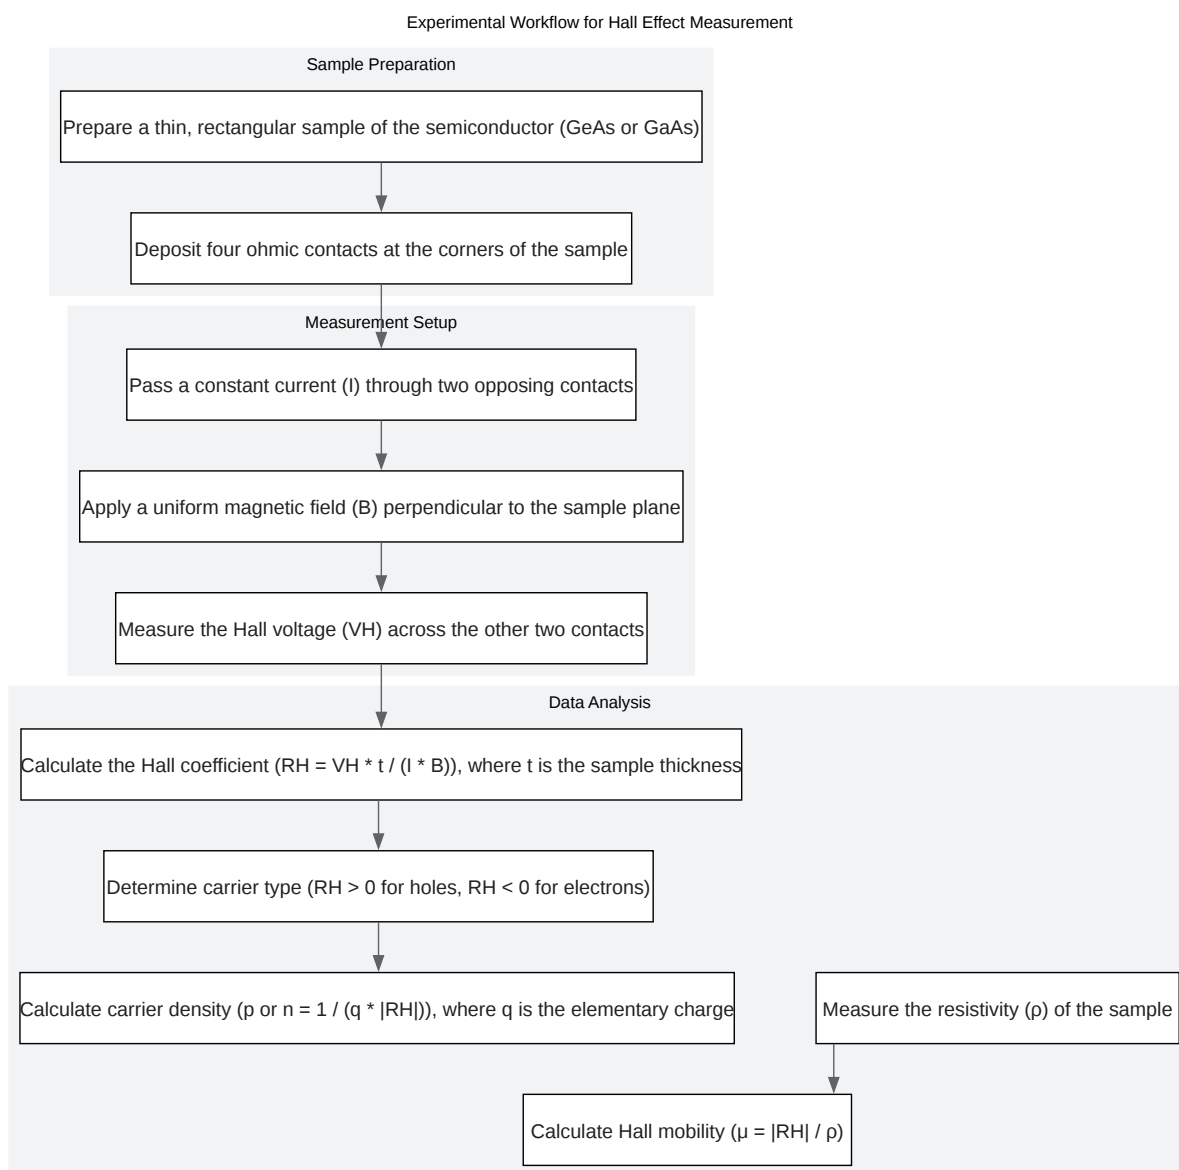 Experimental Workflow for Hall Effect Measurement
Sample Preparation
Prepare a thin, rectangular sample of the semiconductor (GeAs or GaAs)
Deposit four ohmic contacts at the corners of the sample
Measurement Setup
Pass a constant current (I) through two opposing contacts
Apply a uniform magnetic field (B) perpendicular to the sample plane
Measure the Hall voltage (VH) across the other two contacts
Data Analysis
Calculate the Hall coefficient (RH = VH * t / (I * B)), where t is the sample thickness
Determine carrier type (RH > 0 for holes, RH < 0 for electrons)
Calculate carrier density (p or n = 1 / (q * |RH|)), where q is the elementary charge
Measure the resistivity (ρ) of the sample
Calculate Hall mobility (μ = |RH| / ρ)